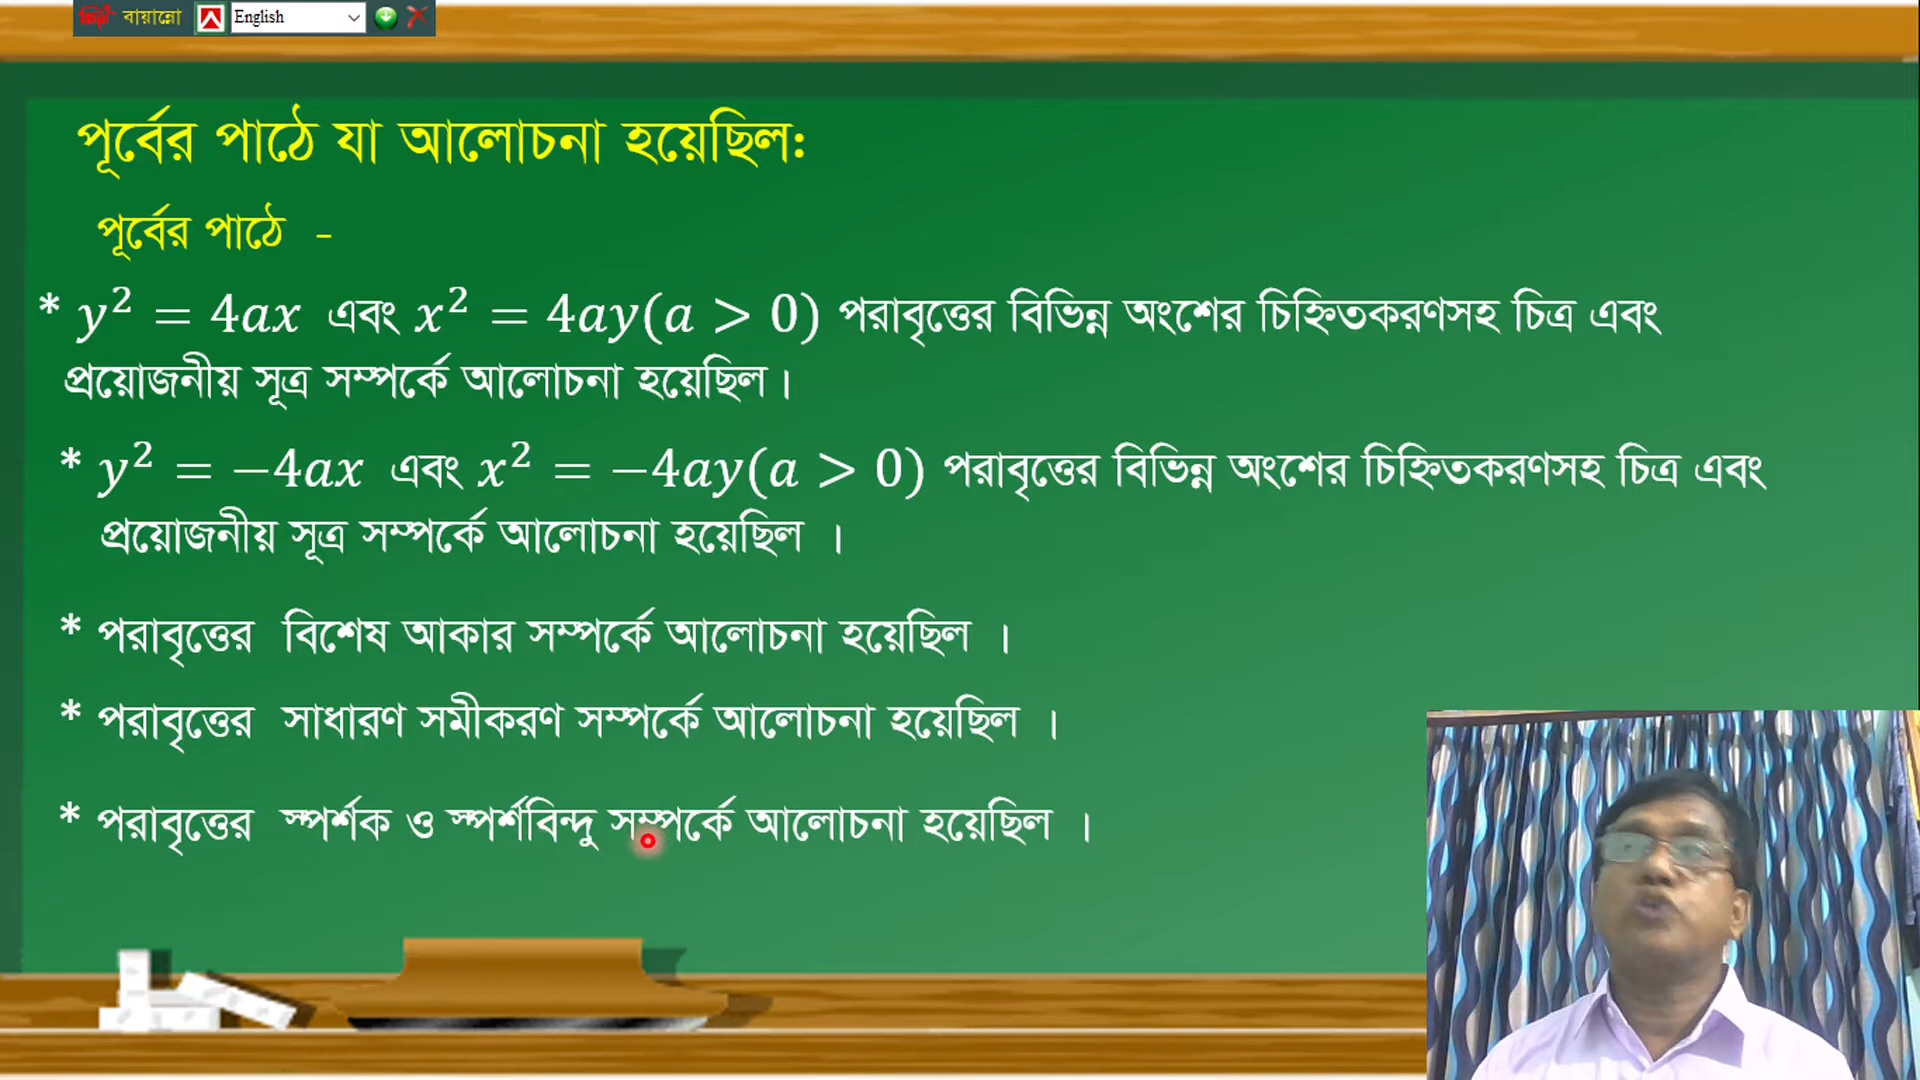 বায়ান্নো English
পূর্বের পাঠে যা আলোচনা হয়েছিল:
পূর্বের পাঠে -
* y² = 4ax এবং x² = 4ay(a > 0) পরাবৃত্তের বিভিন্ন অংশের চিহ্নিতকরণসহ চিত্র এবং
প্রয়োজনীয় সূত্র সম্পর্কে আলোচনা হয়েছিল।
* y² = −4ax এবং x² = −4ay(a > 0) পরাবৃত্তের বিভিন্ন অংশের চিহ্নিতকরণসহ চিত্র এবং
প্রয়োজনীয় সূত্র সম্পর্কে আলোচনা হয়েছিল ।
* পরাবৃত্তের বিশেষ আকার সম্পর্কে আলোচনা হয়েছিল ।
* পরাবৃত্তের সাধারণ সমীকরণ সম্পর্কে আলোচনা হয়েছিল ।
* পরাবৃত্তের স্পর্শক ও স্পর্শবিন্দু সম্পর্কে আলোচনা হয়েছিল ।